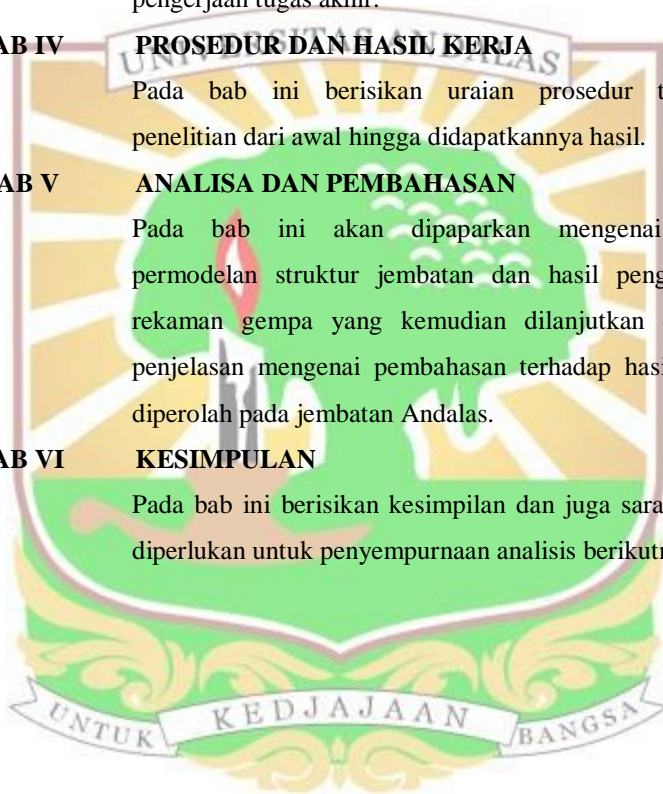 pengerjaan tugas akhir.
UNIVERSITAS ANDALAS
AB IV PROSEDUR DAN HASIL KERJA
Pada bab ini berisikan uraian prosedur t
penelitian dari awal hingga didapatkannya hasil.
AB V ANALISA DAN PEMBAHASAN
Pada bab ini akan dipaparkan mengenai
permodelan struktur jembatan dan hasil peng
rekaman gempa yang kemudian dilanjutkan
penjelasan mengenai pembahasan terhadap hasi
diperolah pada jembatan Andalas.
AB VI KESIMPULAN
Pada bab ini berisikan kesimpilan dan juga sara
diperlukan untuk penyempurnaan analisis berikutn
UNTUK KEDJAJAAN BANGSA